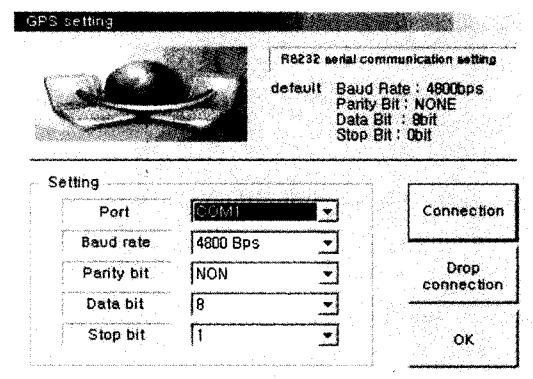 GPS setting
R8232 serial communication setting
default Baud Rate : 4800bps
Parity Bit : NONE
Data Bit : 8bit
Stop Bit : 0bit
Setting
Port COM1
Baud rate 4800 Bps
Parity bit NON
Data bit 8
Stop bit 1
Connection
Drop
connection
OK